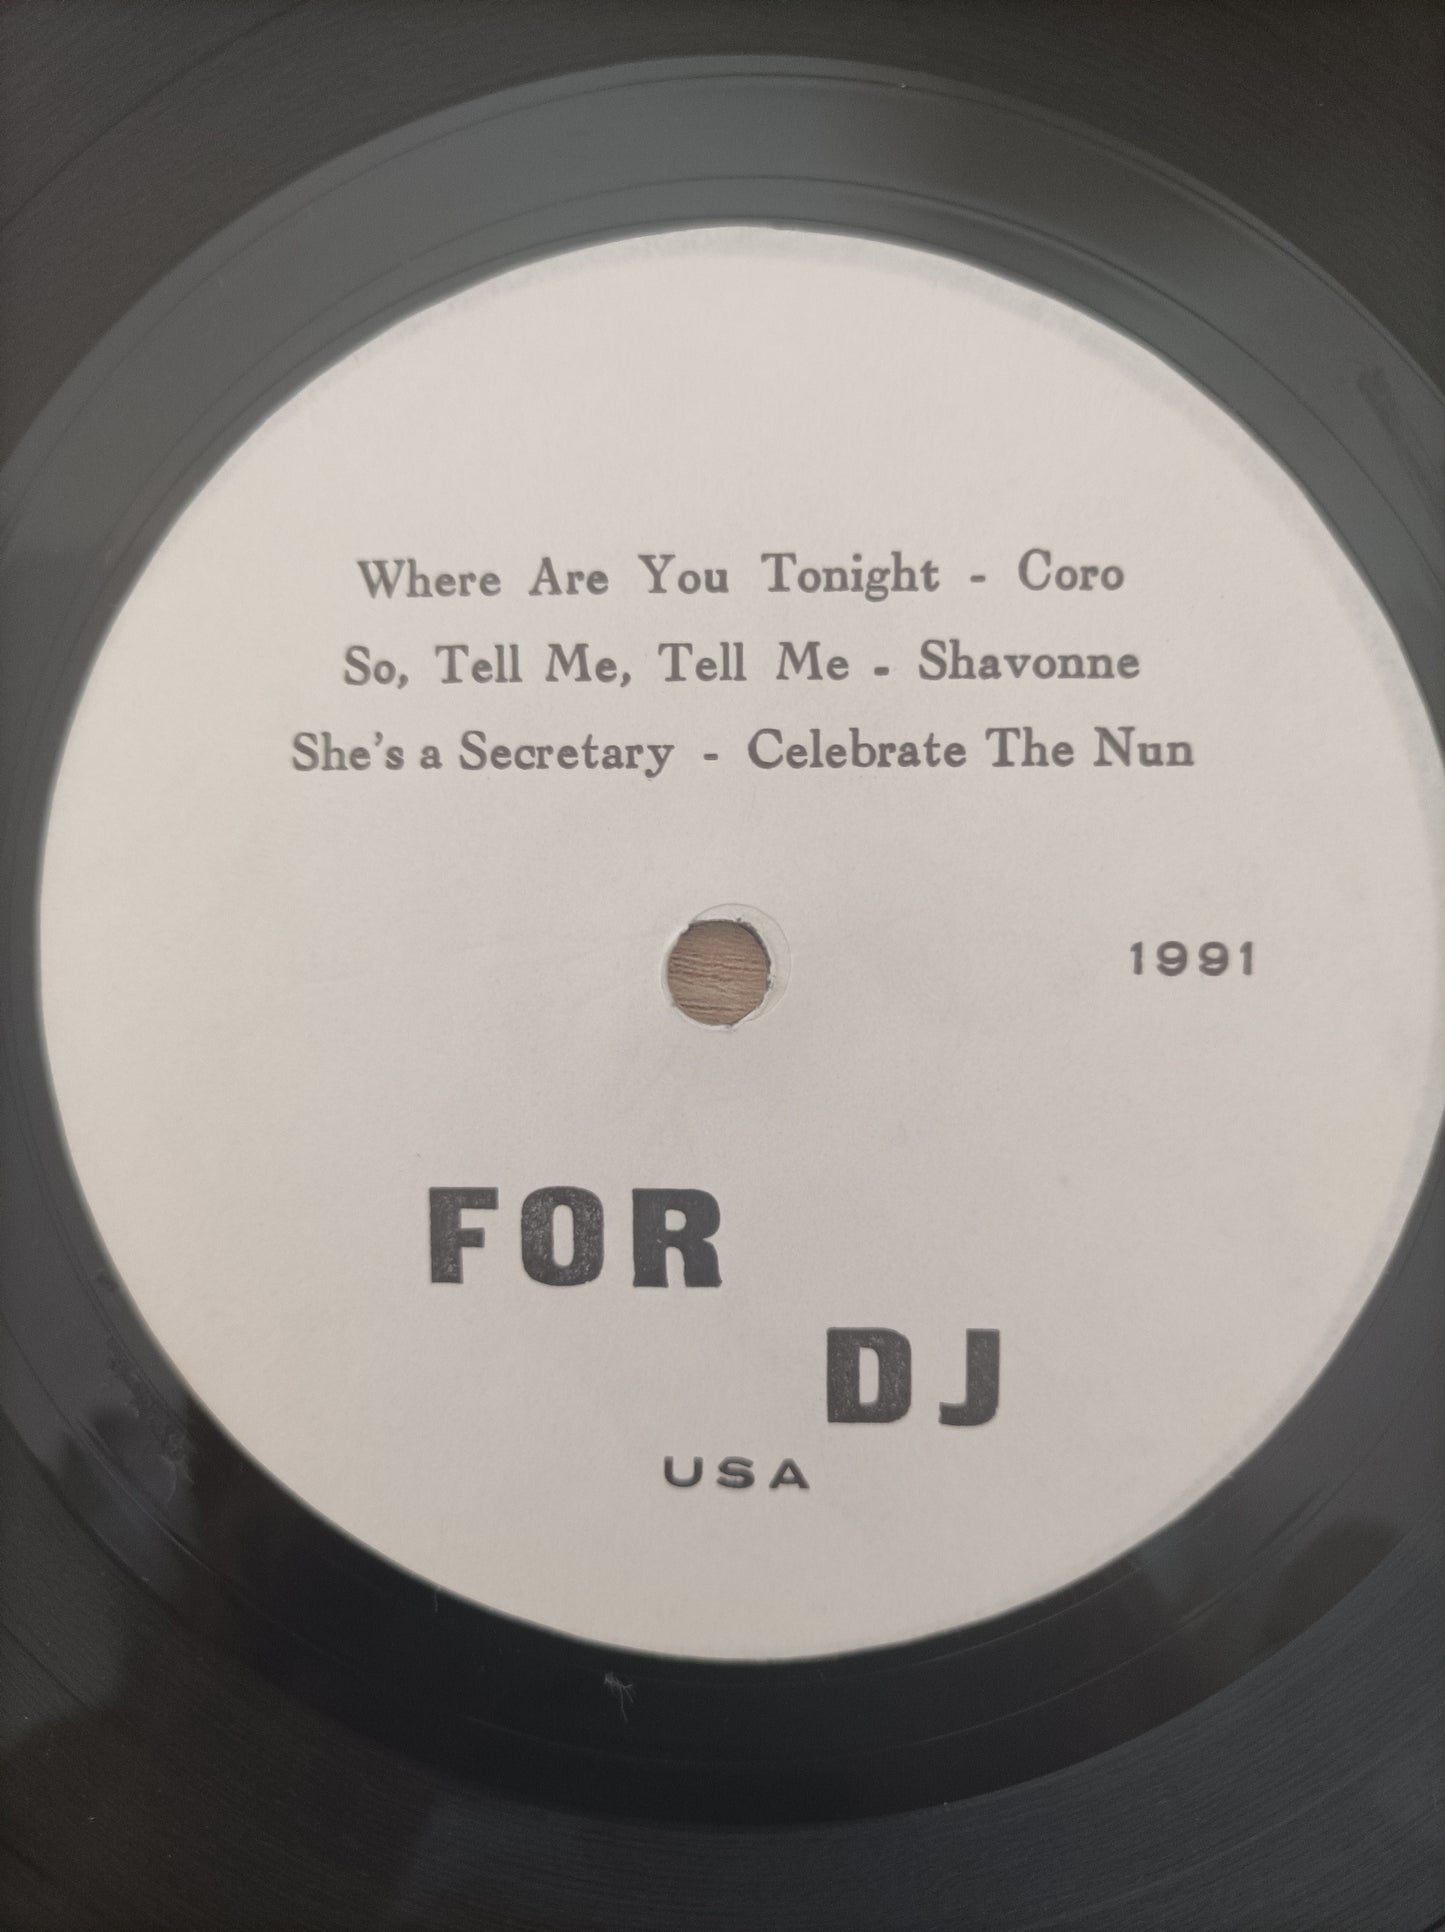 Where Are You Tonight - Coro
So, Tell Me, Tell Me - Shavonne
She's a Secretary - Celebrate The Nun
1991
FOR
DJ
USA